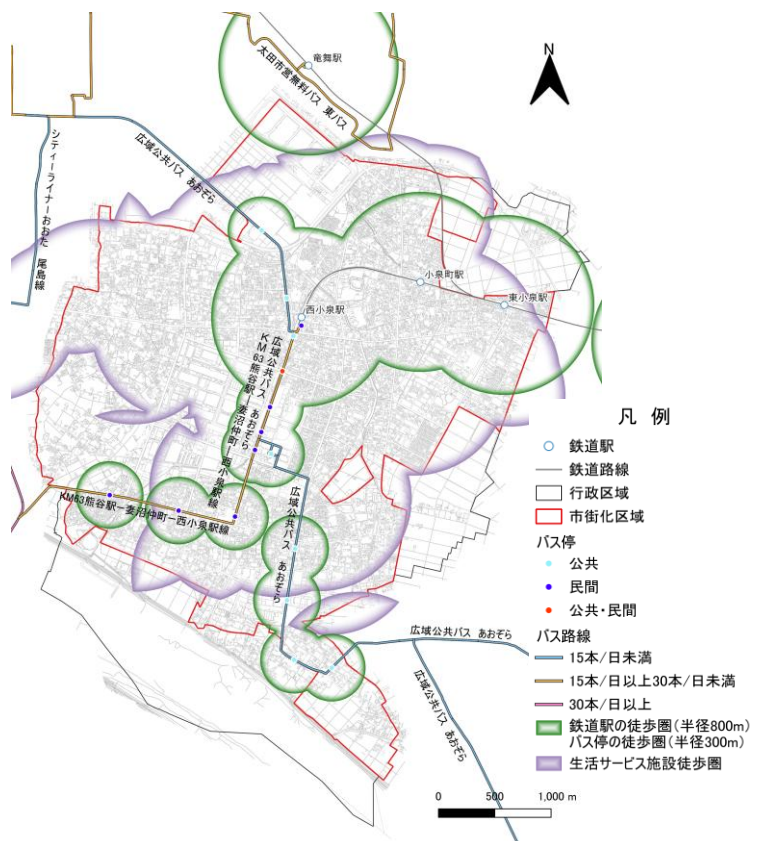 N
竜舞駅
太田市営無料バス 東バス
広域公共バス あおぞら
シティーライナーおおた 尾島線
小泉町駅
東小泉駅
西小泉駅
広域公共バス あおぞら
KM63熊谷駅ー妻沼仲町ー西小泉駅線
KM63熊谷駅ー妻沼仲町ー西小泉駅線
広域公共バス あおぞら
広域公共バス あおぞら
広域公共バス あおぞら
凡 例
鉄道駅
鉄道路線
行政区域
市街化区域
バス停
公共
民間
公共・民間
バス路線
15本/日未満
15本/日以上30本/日未満
30本/日以上
鉄道駅の徒歩圏(半径800m)
バス停の徒歩圏(半径300m)
生活サービス施設徒歩圏
0 500 1,000 m